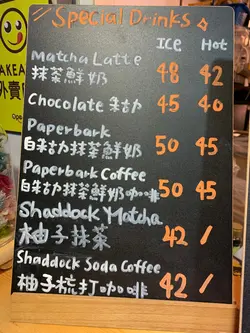 Special Drinks
ICE Hot
Matcha Latte
抹茶鮮奶 48 42
Chocolate 朱古力 45 40
Paperbark
白朱古力抹茶鮮奶 50 45
Paperbark Coffee
白朱古力抹茶鮮奶咖啡 50 45
Shaddock Matcha
柚子抹茶 42 /
Shaddock Soda Coffee
柚子梳打咖啡 42 /
AKEA
外賣